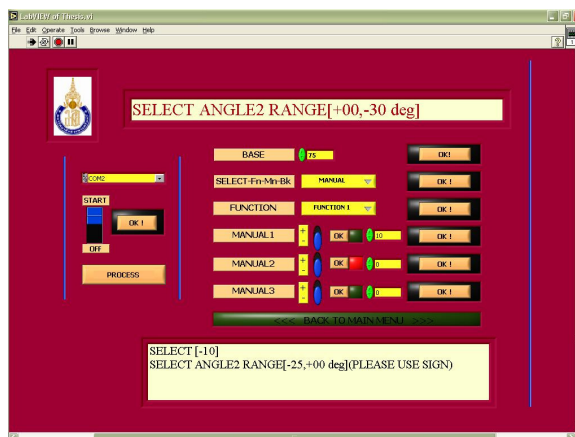 LabVIEW of Thesis.vi
File Edit Operate Tools Browse Window Help
SELECT ANGLE2 RANGE[+00,-30 deg]
BASE 75 OK!
COM2
SELECT-Fn-Mn-Bk MANUAL OK !
START
FUNCTION FUNCTION 1 OK !
OK !
MANUAL1 + - OK 10 OK !
OFF
MANUAL2 + - OK 0 OK !
PROCESS
MANUAL3 + - OK 0 OK !
<<< BACK TO MAIN MENU >>>
SELECT [-10]
SELECT ANGLE2 RANGE[-25,+00 deg](PLEASE USE SIGN)